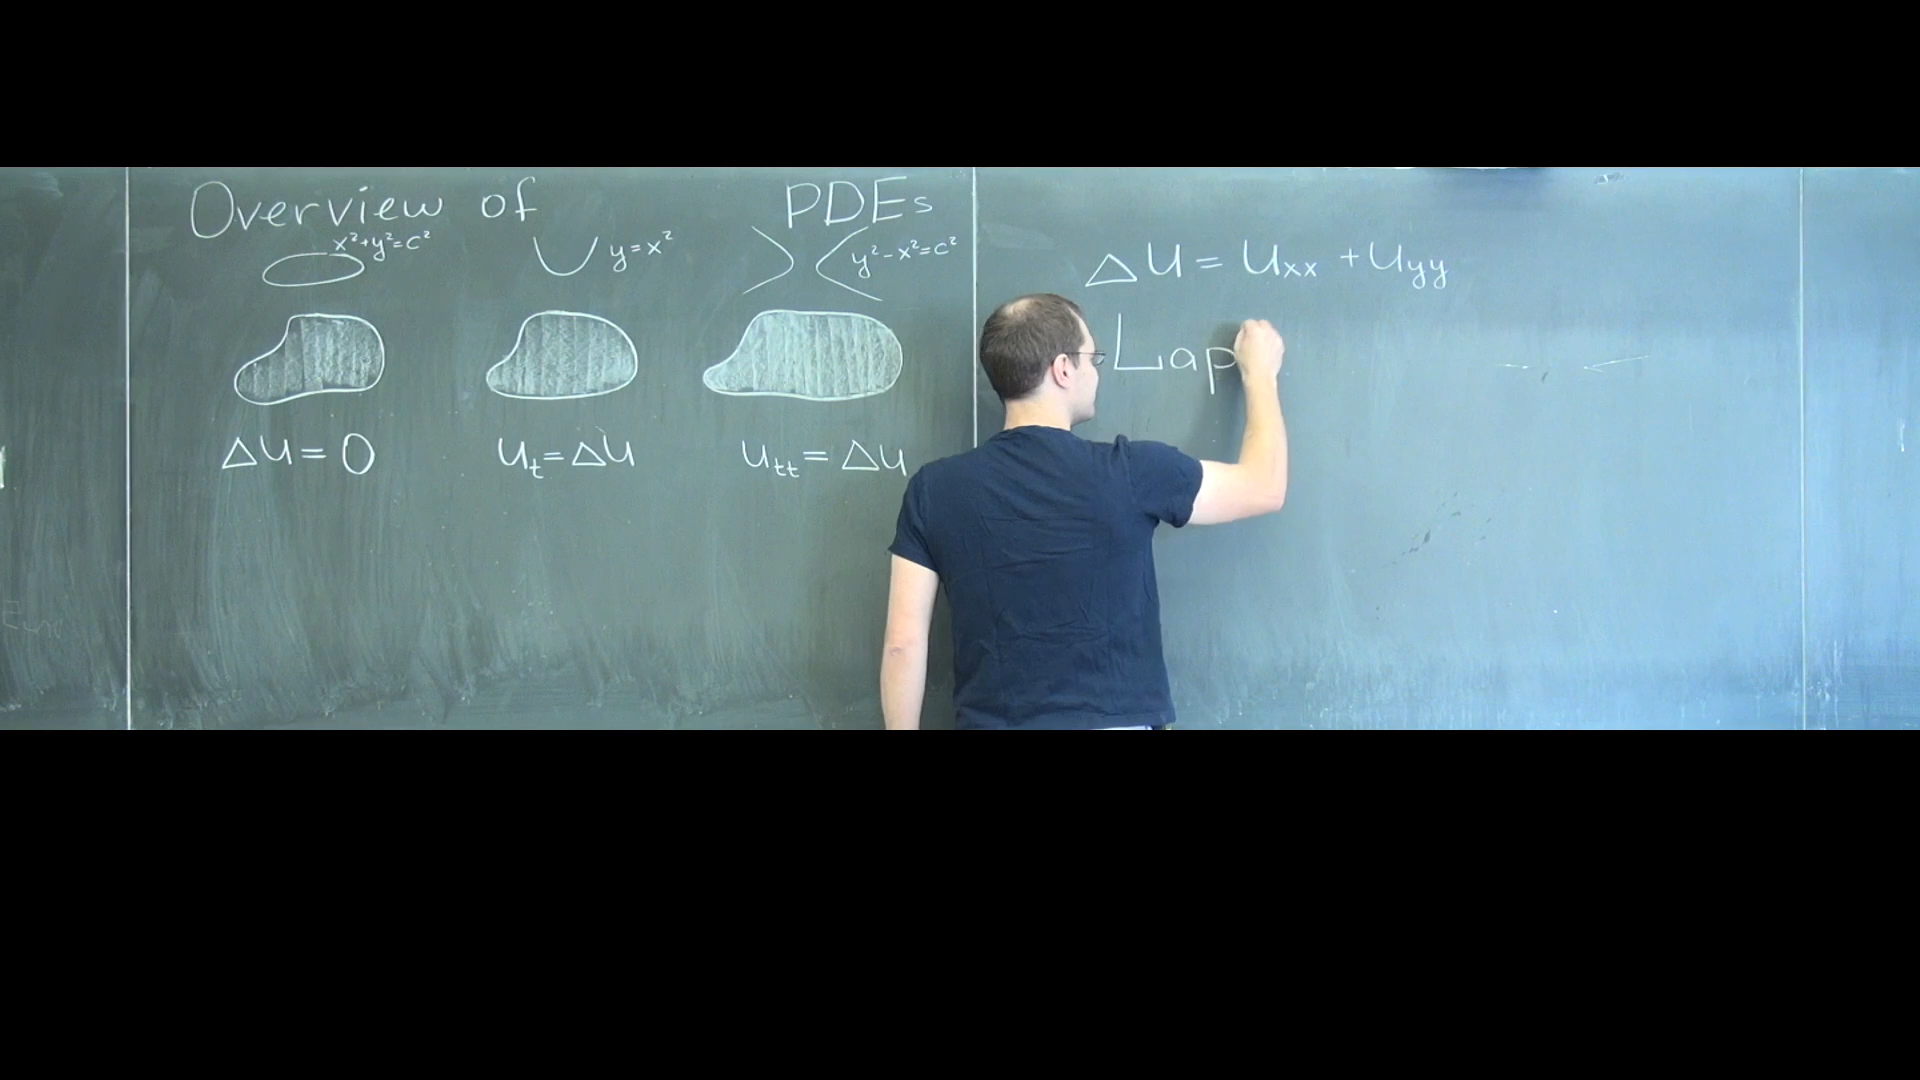 Overview of PDEs
x²+y²=c²
y=x²
y²-x²=c²
Δu=0
uₜ=Δu
uₜₜ=Δu
Δu=uₓₓ+u_yy
Lap